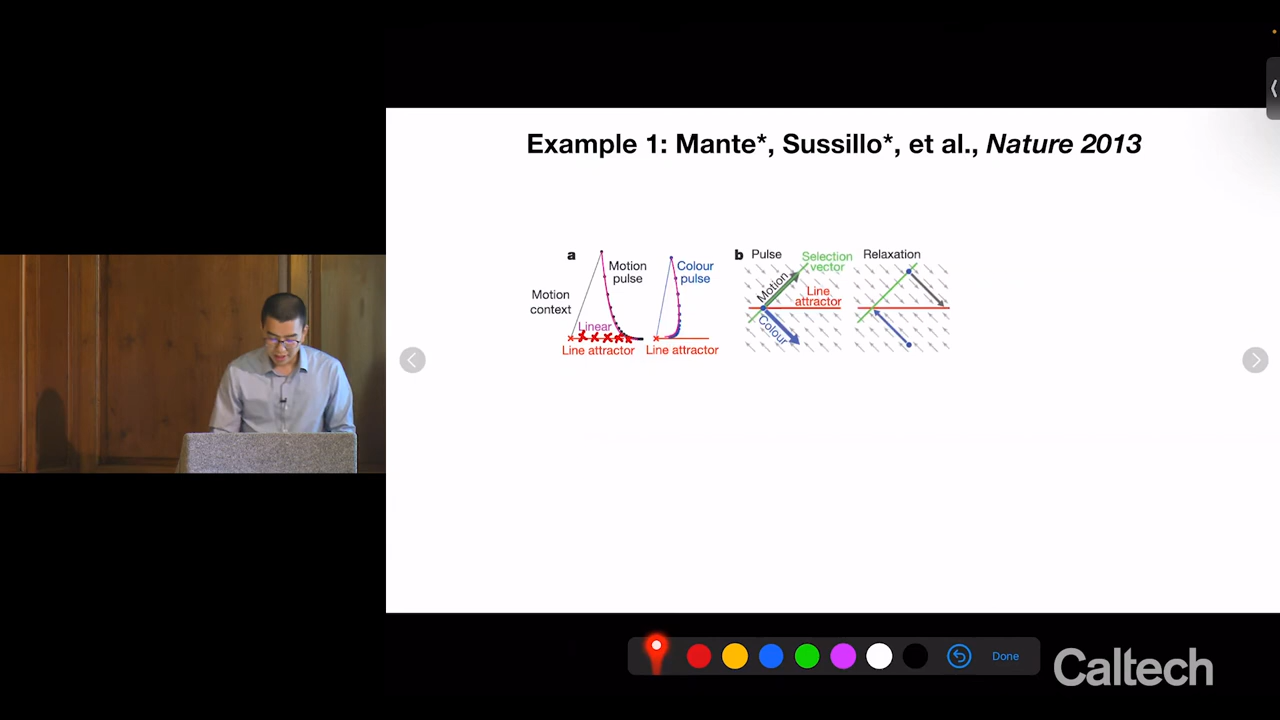 Example 1: Mante*, Sussillo*, et al., Nature 2013
a
Motion
context
Motion
pulse
Linear
Line attractor
Colour
pulse
Line attractor
b Pulse
Selection
vector
Motion
Line
attractor
Colour
Relaxation
Done
Caltech